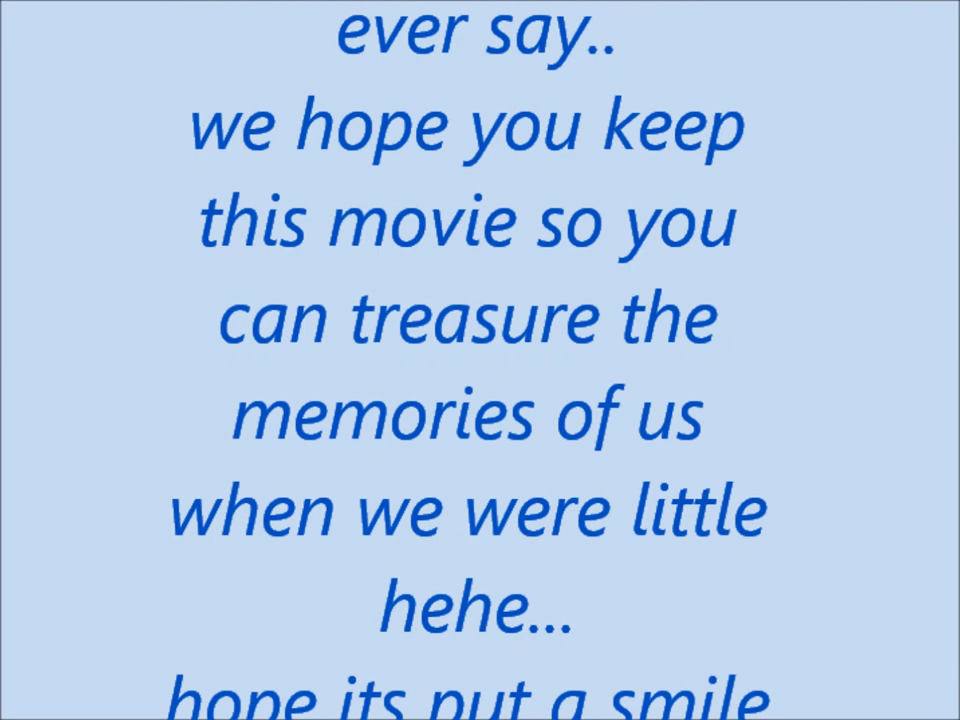 ever say..
we hope you keep
this movie so you
can treasure the
memories of us
when we were little
hehe...
hope its put a smile